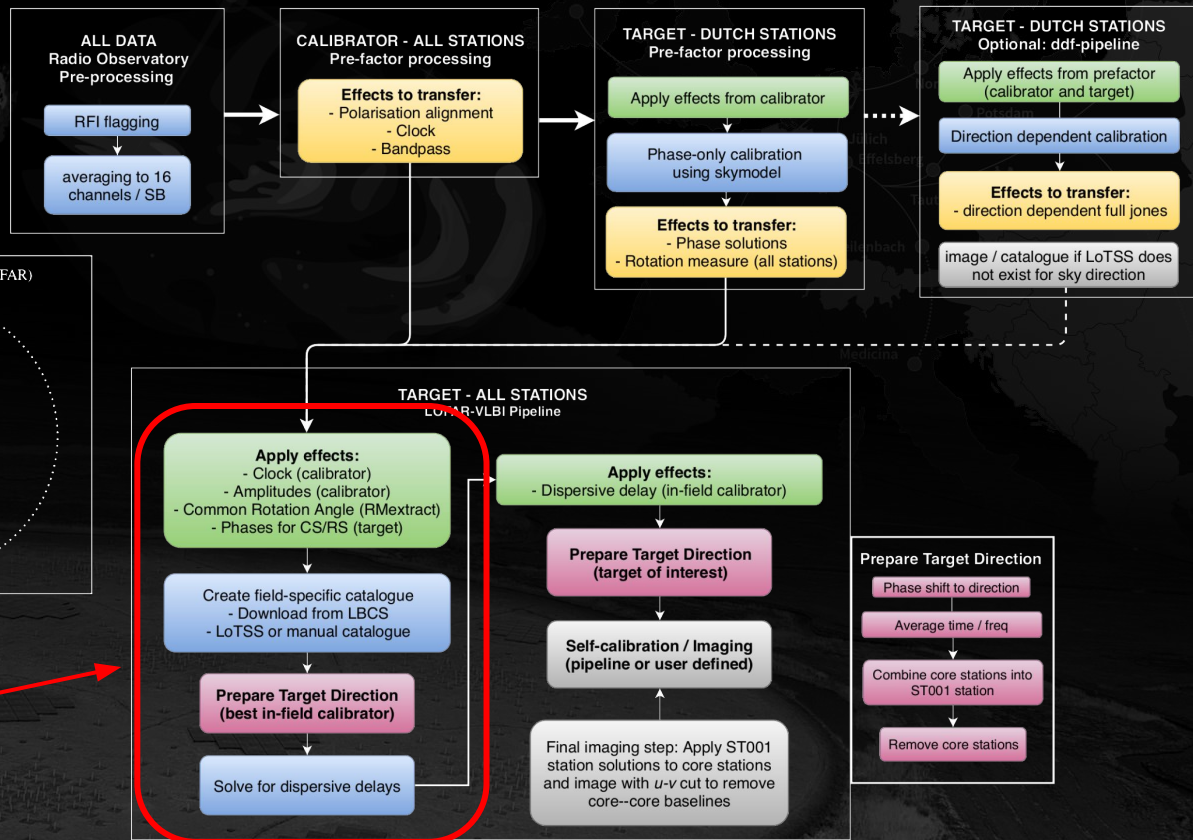 ALL DATA
Radio Observatory
Pre-processing
RFI flagging
averaging to 16
channels / SB
CALIBRATOR - ALL STATIONS
Pre-factor processing
Effects to transfer:
- Polarisation alignment
- Clock
- Bandpass
TARGET - DUTCH STATIONS
Pre-factor processing
Apply effects from calibrator
Phase-only calibration
using skymodel
Effects to transfer:
- Phase solutions
- Rotation measure (all stations)
TARGET - DUTCH STATIONS
Optional: ddf-pipeline
Apply effects from prefactor
(calibrator and target)
Direction dependent calibration
Effects to transfer:
- direction dependent full jones
image / catalogue if LoTSS does
not exist for sky direction
Potsdam
Jülich
Effelsberg
Medicina
FAR)
TARGET - ALL STATIONS
LOFAR-VLBI Pipeline
Apply effects:
- Clock (calibrator)
- Amplitudes (calibrator)
- Common Rotation Angle (RMextract)
- Phases for CS/RS (target)
Create field-specific catalogue
- Download from LBCS
- LoTSS or manual catalogue
Prepare Target Direction
(best in-field calibrator)
Solve for dispersive delays
Apply effects:
- Dispersive delay (in-field calibrator)
Prepare Target Direction
(target of interest)
Self-calibration / Imaging
(pipeline or user defined)
Final imaging step: Apply ST001
station solutions to core stations
and image with u-v cut to remove
core--core baselines
Prepare Target Direction
Phase shift to direction
Average time / freq
Combine core stations into
ST001 station
Remove core stations